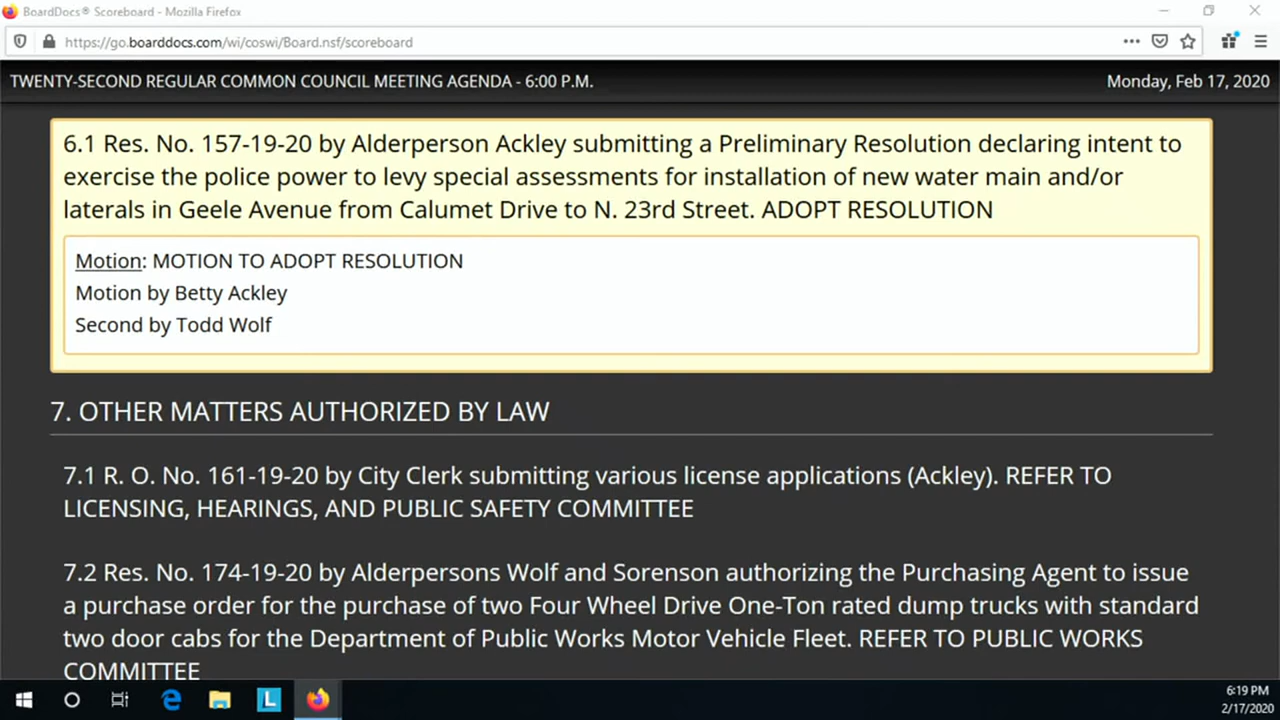 BoardDocs® Scoreboard - Mozilla Firefox
https://go.boarddocs.com/wi/coswi/Board.nsf/scoreboard
TWENTY-SECOND REGULAR COMMON COUNCIL MEETING AGENDA - 6:00 P.M.
Monday, Feb 17, 2020
6.1 Res. No. 157-19-20 by Alderperson Ackley submitting a Preliminary Resolution declaring intent to
exercise the police power to levy special assessments for installation of new water main and/or
laterals in Geele Avenue from Calumet Drive to N. 23rd Street. ADOPT RESOLUTION
Motion: MOTION TO ADOPT RESOLUTION
Motion by Betty Ackley
Second by Todd Wolf
7. OTHER MATTERS AUTHORIZED BY LAW
7.1 R. O. No. 161-19-20 by City Clerk submitting various license applications (Ackley). REFER TO
LICENSING, HEARINGS, AND PUBLIC SAFETY COMMITTEE
7.2 Res. No. 174-19-20 by Alderpersons Wolf and Sorenson authorizing the Purchasing Agent to issue
a purchase order for the purchase of two Four Wheel Drive One-Ton rated dump trucks with standard
two door cabs for the Department of Public Works Motor Vehicle Fleet. REFER TO PUBLIC WORKS
COMMITTEE
L
6:19 PM
2/17/2020